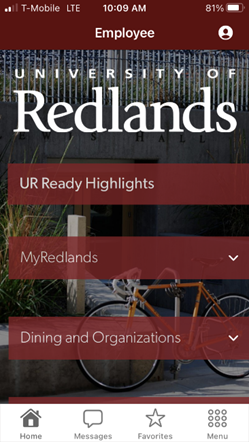 T-Mobile LTE 10:09 AM 81%
Employee
UNIVERSITY OF
Redlands
UR Ready Highlights
MyRedlands
Dining and Organizations
Home Messages Favorites Menu